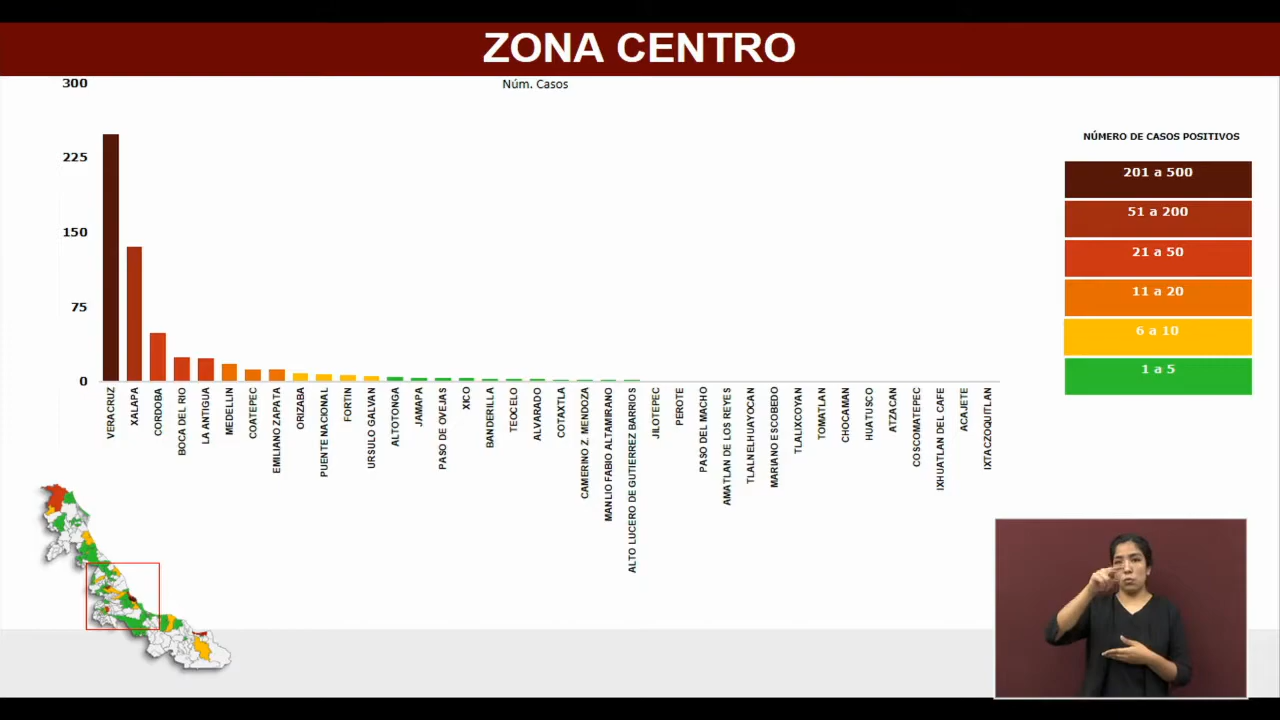 ZONA CENTRO
Núm. Casos
300
225
150
75
0
VERACRUZ
XALAPA
CORDOBA
BOCA DEL RIO
LA ANTIGUA
MEDELLIN
COATEPEC
EMILIANO ZAPATA
ORIZABA
PUENTE NACIONAL
FORTIN
URSULO GALVAN
ALTOTONGA
JAMAPA
PASO DE OVEJAS
XICO
BANDERILLA
TEOCELO
ALVARADO
COTAXTLA
CAMERINO Z. MENDOZA
MANLIO FABIO ALTAMIRANO
ALTO LUCERO DE GUTIERREZ BARRIOS
JILOTEPEC
PEROTE
PASO DEL MACHO
AMATLAN DE LOS REYES
TLALNELHUAYOCAN
MARIANO ESCOBEDO
TLALIXCOYAN
TOMATLAN
CHOCAMAN
HUATUSCO
ATZACAN
COSCOMATEPEC
IXHUATLAN DEL CAFE
ACAJETE
IXTACZOQUITLAN
NÚMERO DE CASOS POSITIVOS
201 a 500
51 a 200
21 a 50
11 a 20
6 a 10
1 a 5